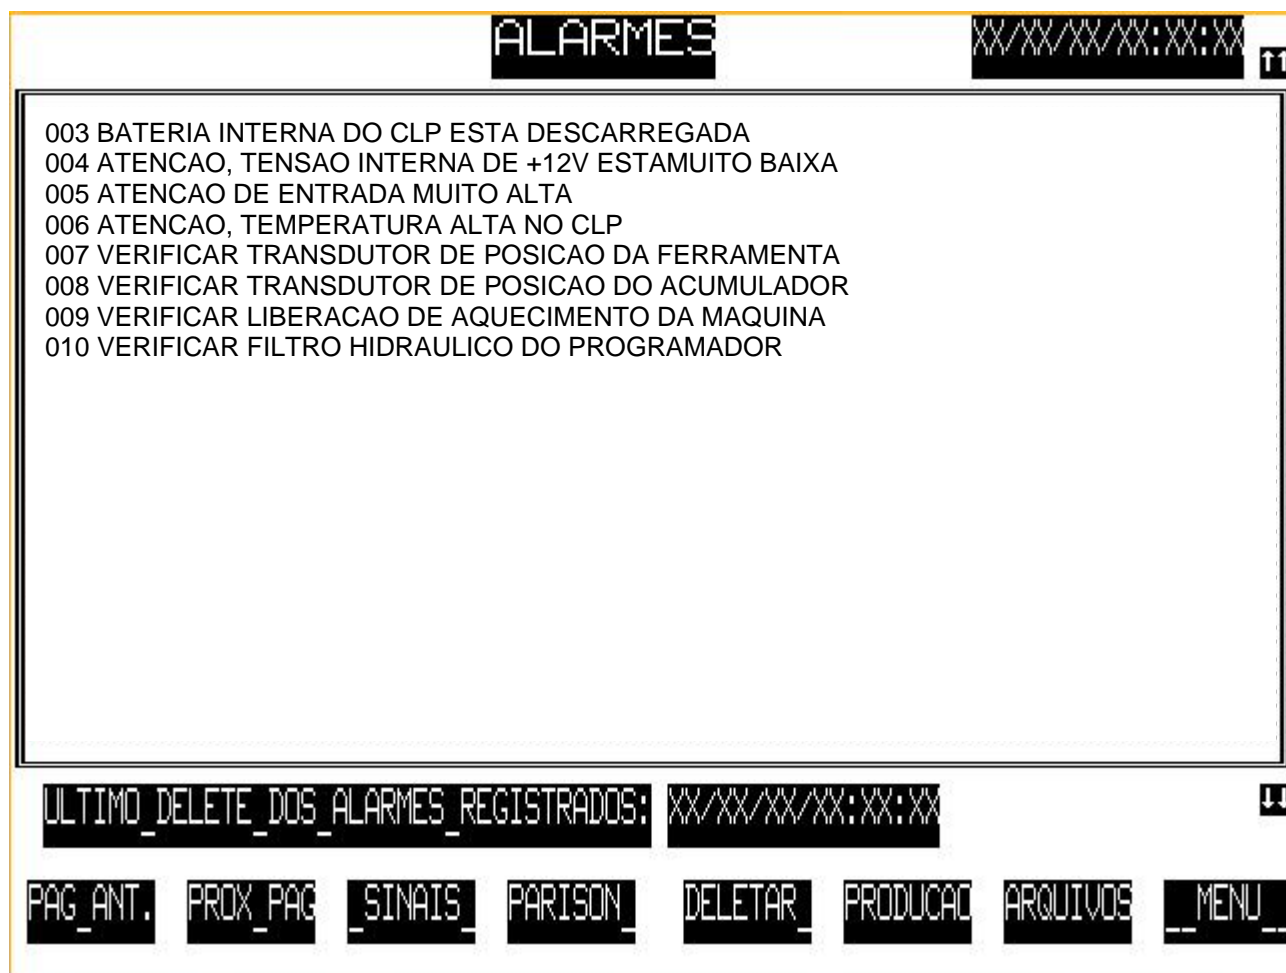 ALARMES XX/XX/XX/XX:XX:XX ↑↑
003 BATERIA INTERNA DO CLP ESTA DESCARREGADA
004 ATENCAO, TENSAO INTERNA DE +12V ESTAMUITO BAIXA
005 ATENCAO DE ENTRADA MUITO ALTA
006 ATENCAO, TEMPERATURA ALTA NO CLP
007 VERIFICAR TRANSDUTOR DE POSICAO DA FERRAMENTA
008 VERIFICAR TRANSDUTOR DE POSICAO DO ACUMULADOR
009 VERIFICAR LIBERACAO DE AQUECIMENTO DA MAQUINA
010 VERIFICAR FILTRO HIDRAULICO DO PROGRAMADOR
ULTIMO_DELETE_DOS_ALARMES_REGISTRADOS: XX/XX/XX/XX:XX:XX ↓↓
PAG_ANT. PROX_PAG _SINAIS_ PARISON_ DELETAR_ PRODUCAO ARQUIVOS __MENU__